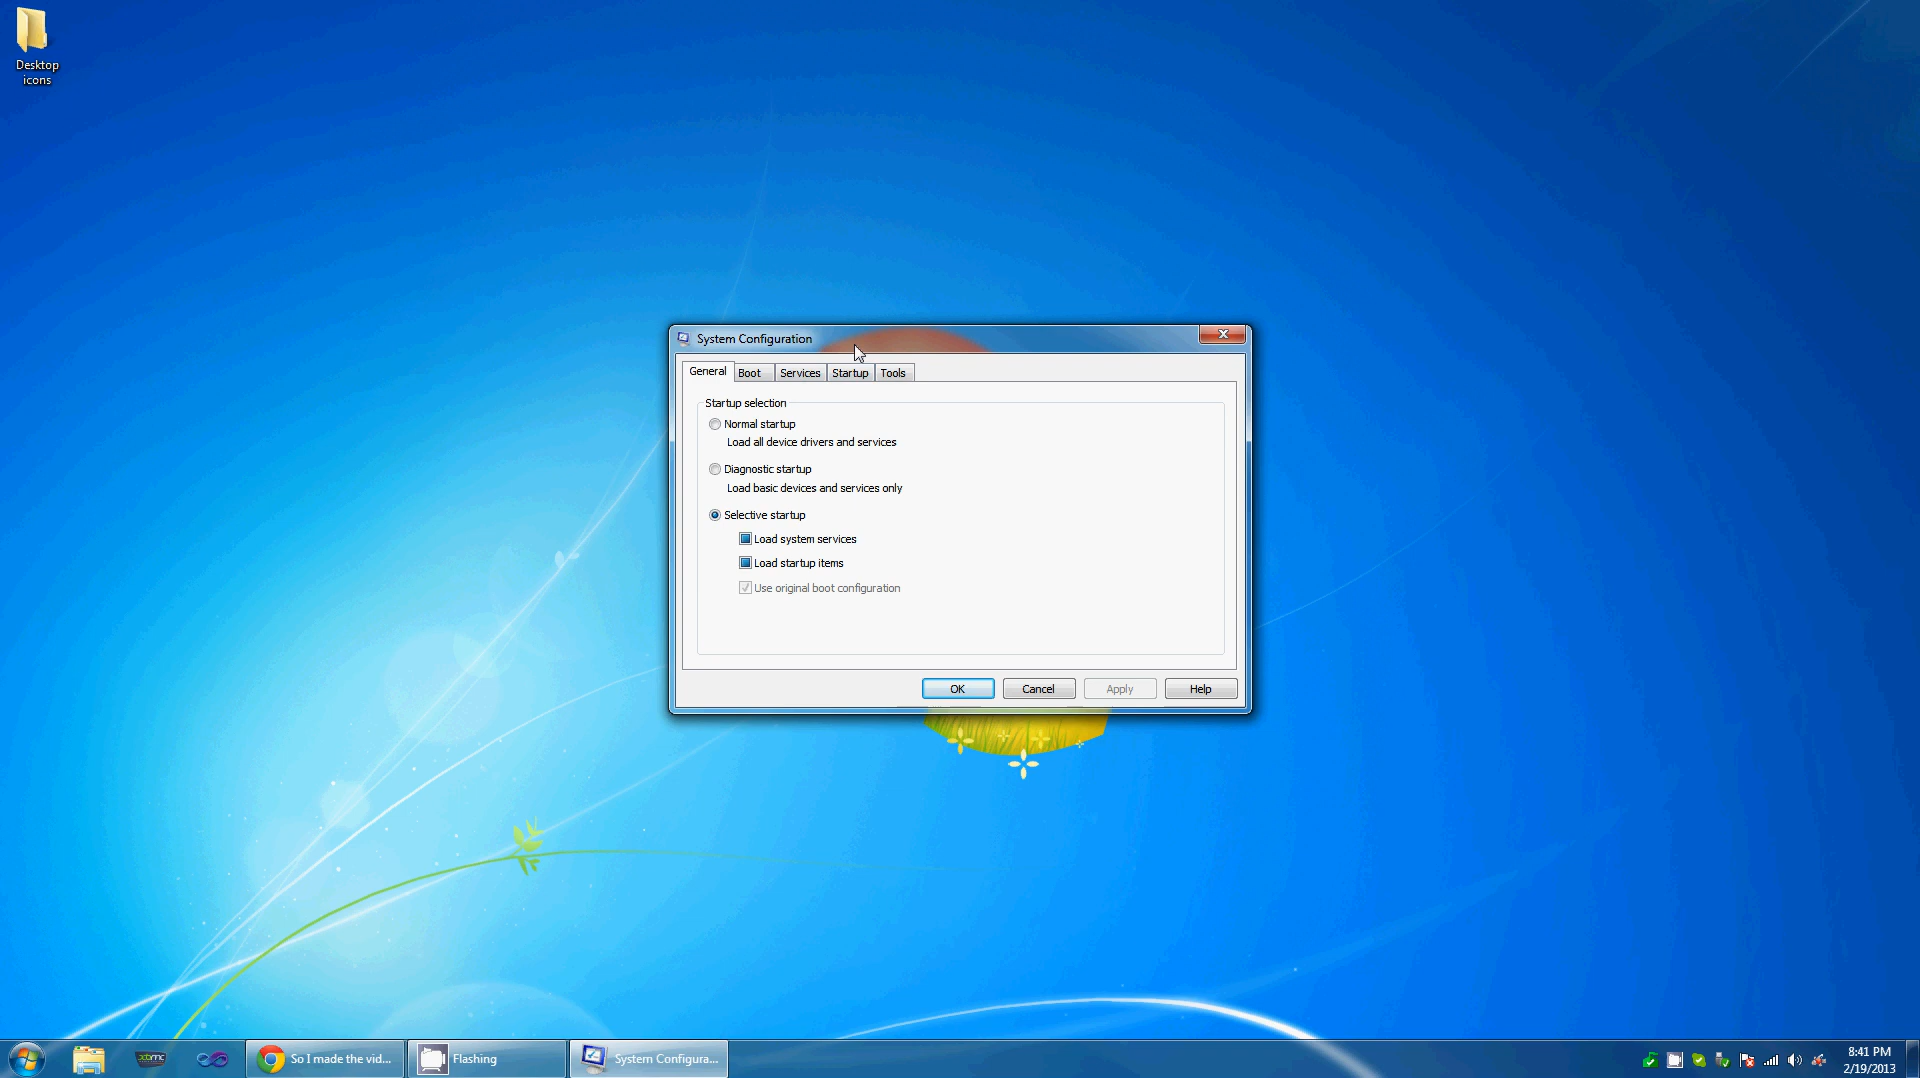 Desktop
icons
System Configuration
General
Boot
Services
Startup
Tools
Startup selection
Normal startup
Load all device drivers and services
Diagnostic startup
Load basic devices and services only
Selective startup
Load system services
Load startup items
Use original boot configuration
OK
Cancel
Apply
Help
xbmc
So I made the vid...
Flashing
System Configura...
8:41 PM
2/19/2013